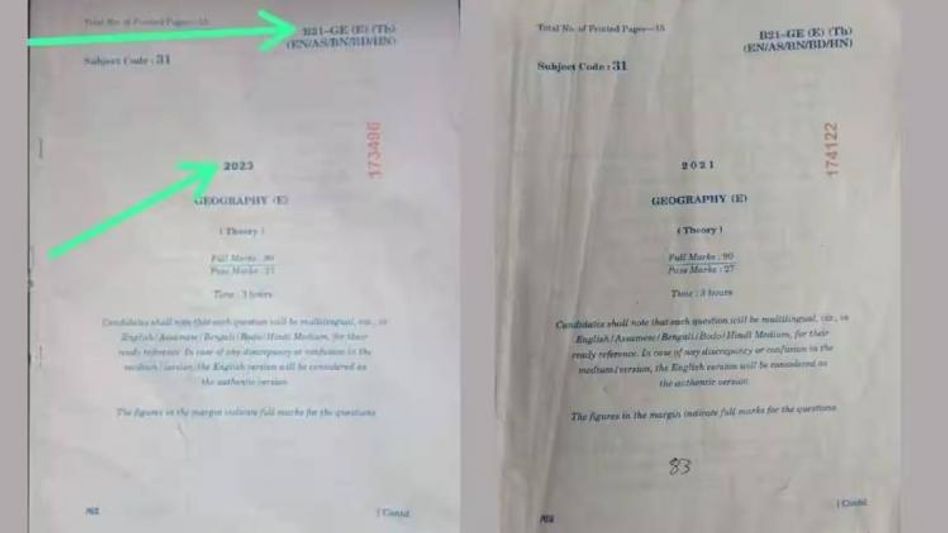 Total No. of Printed Pages—15
B21–GE (E) (Th)
(EN/AS/BN/BD/HN)
Subject Code : 31
173496
2023
GEOGRAPHY (E)
( Theory )
Full Marks : 90
Pass Marks : 27
Time : 3 hours
Candidates shall note that each question will be multilingual, viz., in
English/Assamese/Bengali/Bodo/Hindi Medium, for their
ready reference. In case of any discrepancy or confusion in the
medium/version, the English version will be considered as
the authentic version.
The figures in the margin indicate full marks for the questions
[ Contd.
Total No. of Printed Pages—15
B21–GE (E) (Th)
(EN/AS/BN/BD/HN)
Subject Code : 31
174122
2021
GEOGRAPHY (E)
( Theory )
Full Marks : 90
Pass Marks : 27
Time : 3 hours
Candidates shall note that each question will be multilingual, viz., in
English/Assamese/Bengali/Bodo/Hindi Medium, for their
ready reference. In case of any discrepancy or confusion in the
medium/version, the English version will be considered as
the authentic version.
The figures in the margin indicate full marks for the questions
83
[ Contd.